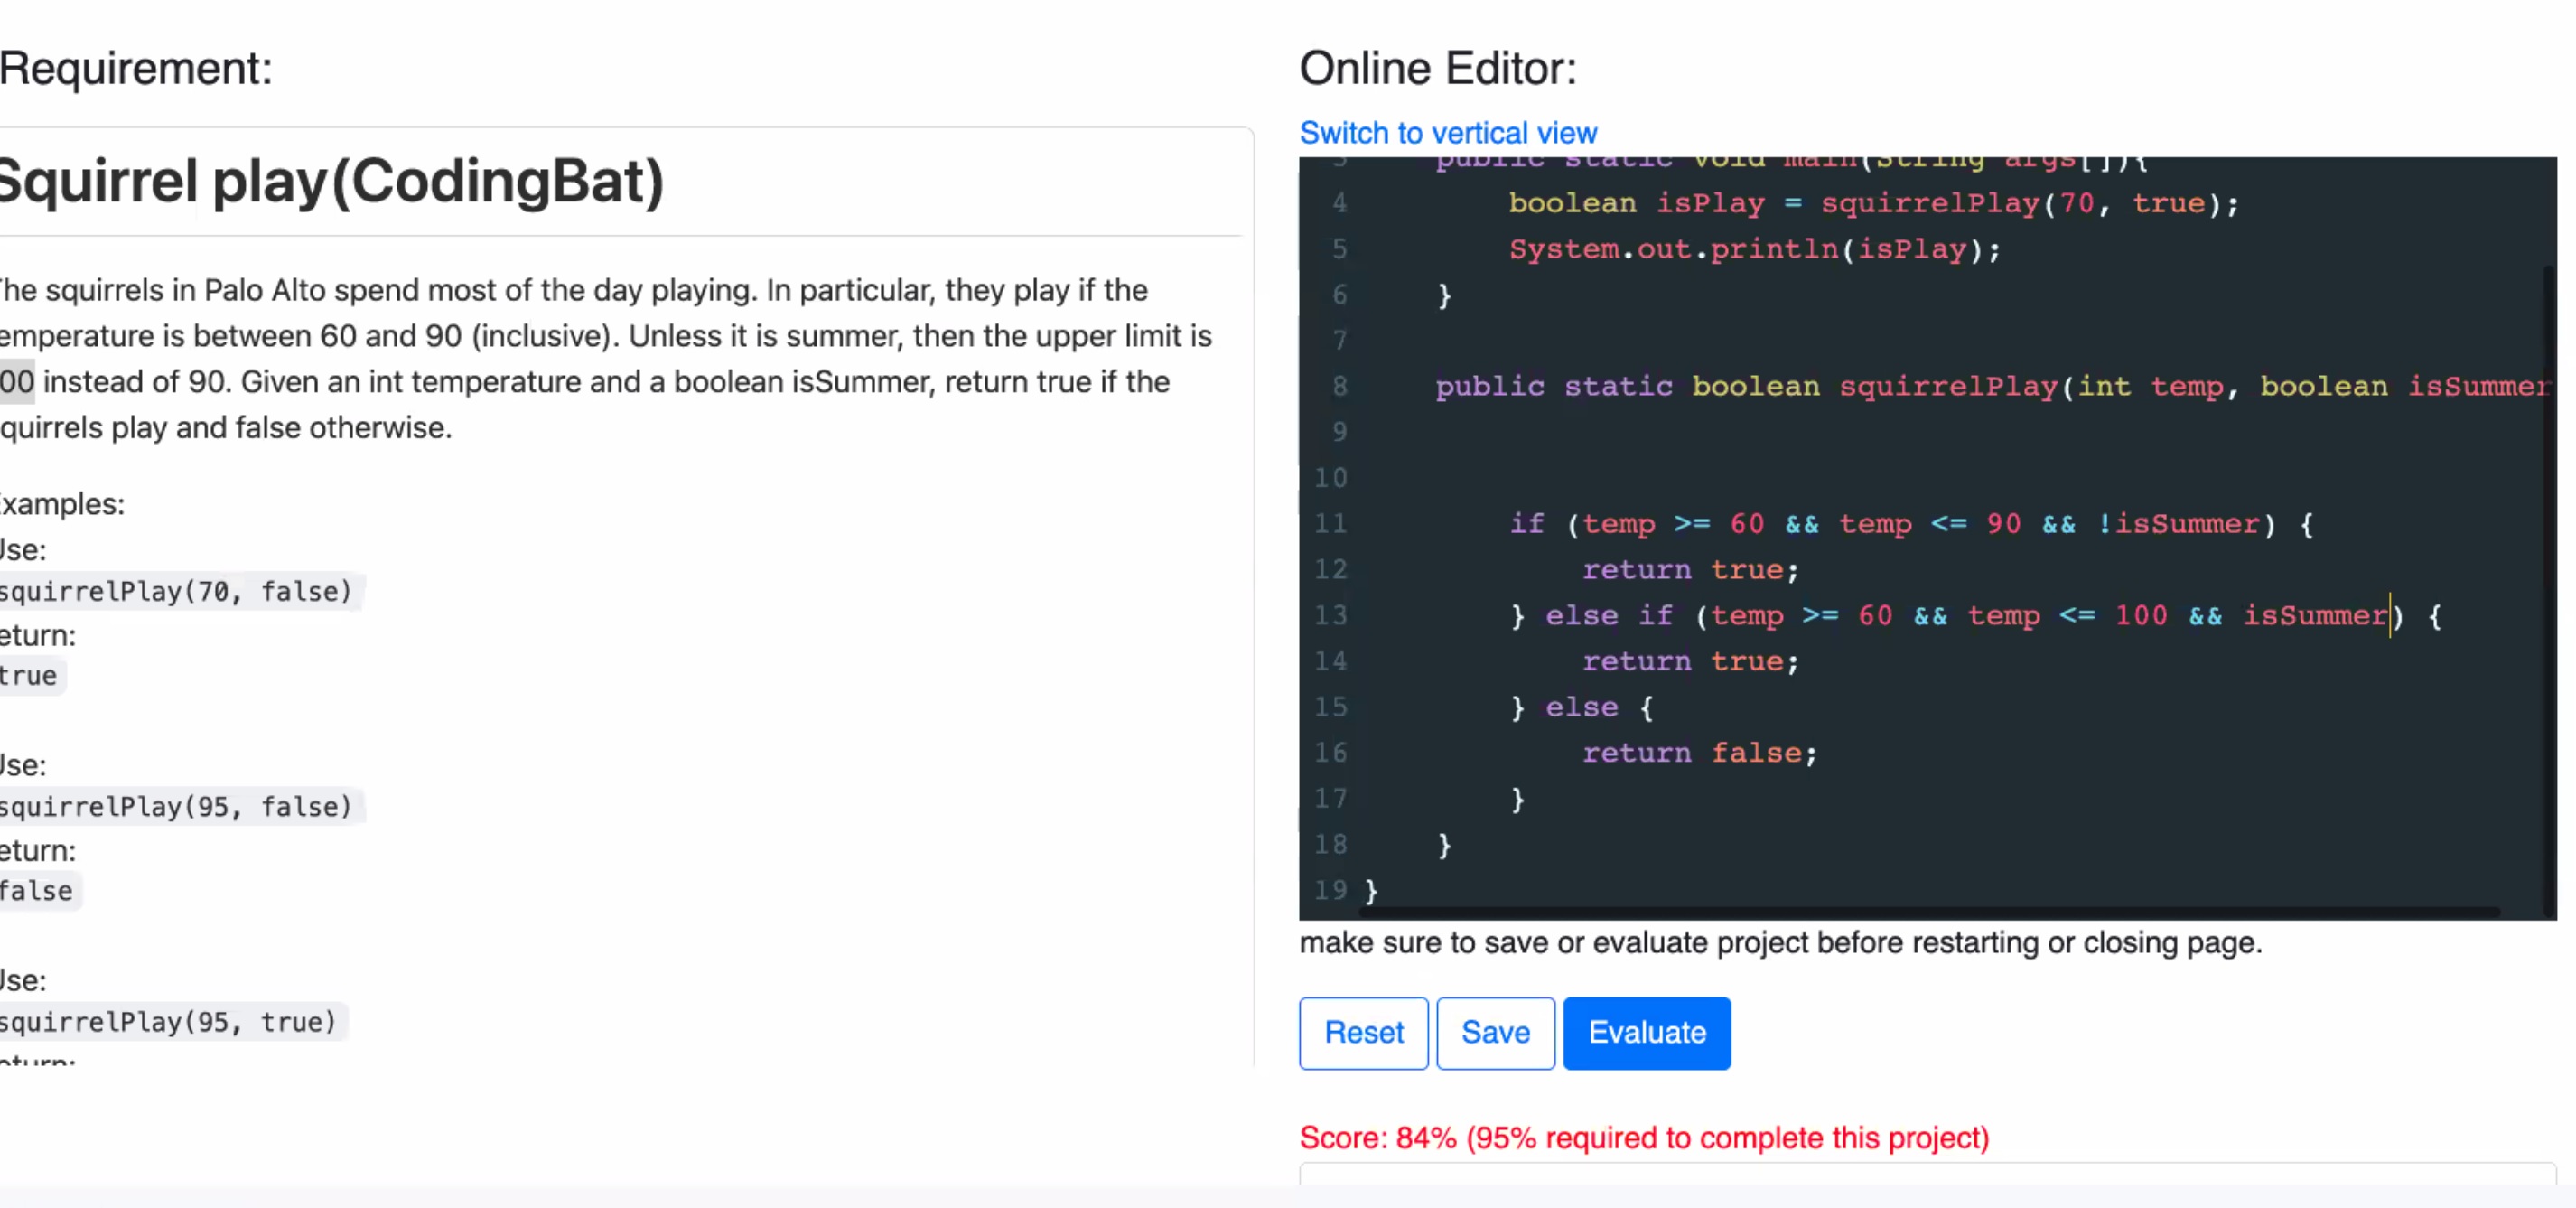 Requirement:
Squirrel play(CodingBat)
he squirrels in Palo Alto spend most of the day playing. In particular, they play if the
emperature is between 60 and 90 (inclusive). Unless it is summer, then the upper limit is
00 instead of 90. Given an int temperature and a boolean isSummer, return true if the
quirrels play and false otherwise.
xamples:
Use:
squirrelPlay(70, false)
eturn:
true
Use:
squirrelPlay(95, false)
eturn:
false
Use:
squirrelPlay(95, true)
eturn:
Online Editor:
Switch to vertical view
3 public static void main(String args[]){
4 boolean isPlay = squirrelPlay(70, true);
5 System.out.println(isPlay);
6 }
7
8 public static boolean squirrelPlay(int temp, boolean isSummer
9
10
11 if (temp >= 60 && temp <= 90 && !isSummer) {
12 return true;
13 } else if (temp >= 60 && temp <= 100 && isSummer) {
14 return true;
15 } else {
16 return false;
17 }
18 }
19 }
make sure to save or evaluate project before restarting or closing page.
Reset Save Evaluate
Score: 84% (95% required to complete this project)